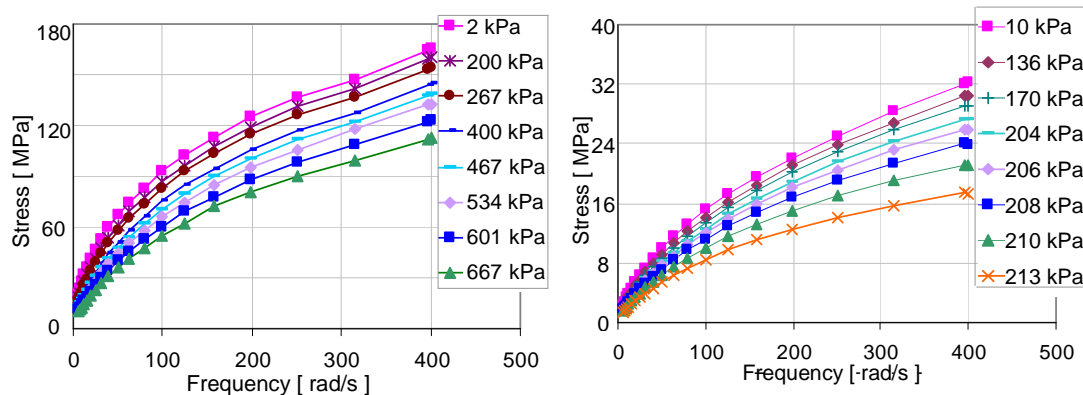 180
120
60
0
Stress [ MPa]
0
100
200
300
400
500
Frequency [ rad/s ]
2 kPa
200 kPa
267 kPa
400 kPa
467 kPa
534 kPa
601 kPa
667 kPa
40
32
24
16
8
0
Stress [MPa]
0
100
200
300
400
500
Frequency [ rad/s ]
10 kPa
136 kPa
170 kPa
204 kPa
206 kPa
208 kPa
210 kPa
213 kPa